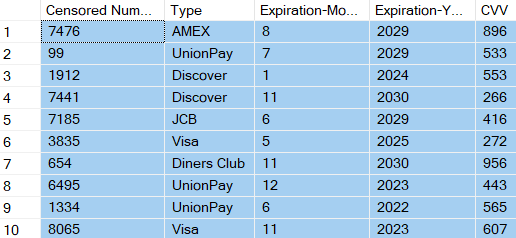 Censored Num... Type Expiration-Mo... Expiration-Y... CVV
1 7476 AMEX 8 2029 896
2 99 UnionPay 7 2029 533
3 1912 Discover 1 2024 553
4 7441 Discover 11 2030 266
5 7185 JCB 6 2029 416
6 3835 Visa 5 2025 272
7 654 Diners Club 11 2030 956
8 6495 UnionPay 12 2023 443
9 1334 UnionPay 6 2022 565
10 8065 Visa 11 2023 607